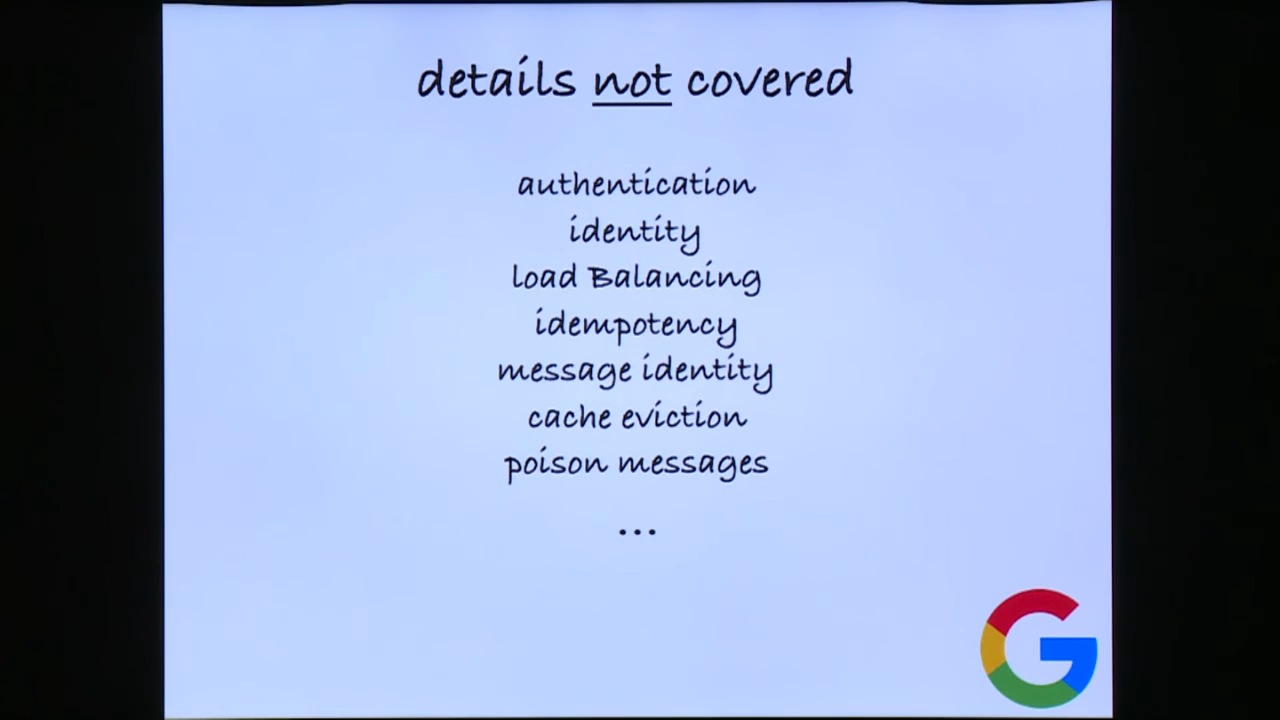 details not covered
authentication
identity
load Balancing
idempotency
message identity
cache eviction
poison messages
...